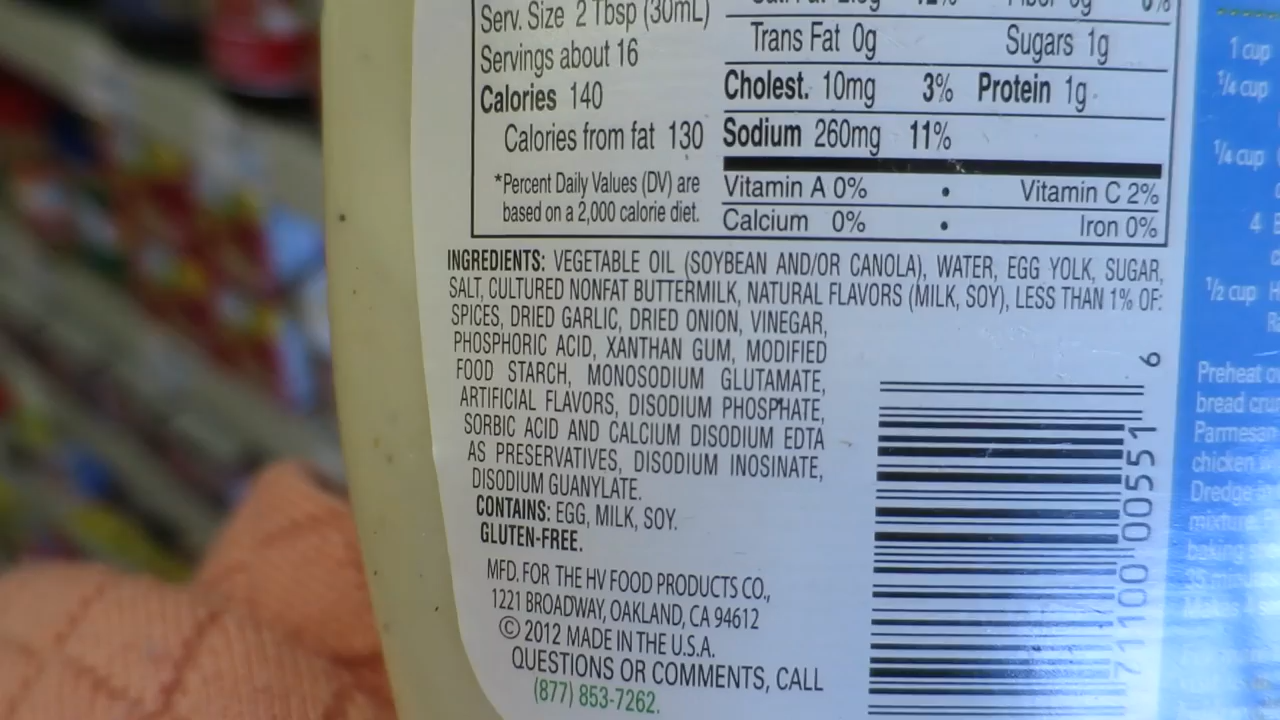 Serv. Size 2 Tbsp (30mL)
Servings about 16
Calories 140
Calories from fat 130
*Percent Daily Values (DV) are
based on a 2,000 calorie diet.
Trans Fat 0g Sugars 1g
Cholest. 10mg 3% Protein 1g
Sodium 260mg 11%
Vitamin A 0% • Vitamin C 2%
Calcium 0% • Iron 0%
INGREDIENTS: VEGETABLE OIL (SOYBEAN AND/OR CANOLA), WATER, EGG YOLK, SUGAR,
SALT, CULTURED NONFAT BUTTERMILK, NATURAL FLAVORS (MILK, SOY), LESS THAN 1% OF:
SPICES, DRIED GARLIC, DRIED ONION, VINEGAR,
PHOSPHORIC ACID, XANTHAN GUM, MODIFIED
FOOD STARCH, MONOSODIUM GLUTAMATE,
ARTIFICIAL FLAVORS, DISODIUM PHOSPHATE,
SORBIC ACID AND CALCIUM DISODIUM EDTA
AS PRESERVATIVES, DISODIUM INOSINATE,
DISODIUM GUANYLATE.
CONTAINS: EGG, MILK, SOY.
GLUTEN-FREE.
MFD. FOR THE HV FOOD PRODUCTS CO.,
1221 BROADWAY, OAKLAND, CA 94612
© 2012 MADE IN THE U.S.A.
QUESTIONS OR COMMENTS, CALL
(877) 853-7262.
71100 00551 6
1 cup
1/4 cup
1/4 cup
4
1/2 cup
Preheat
bread
Parmesan
chicken
Dredge
mixture
baking